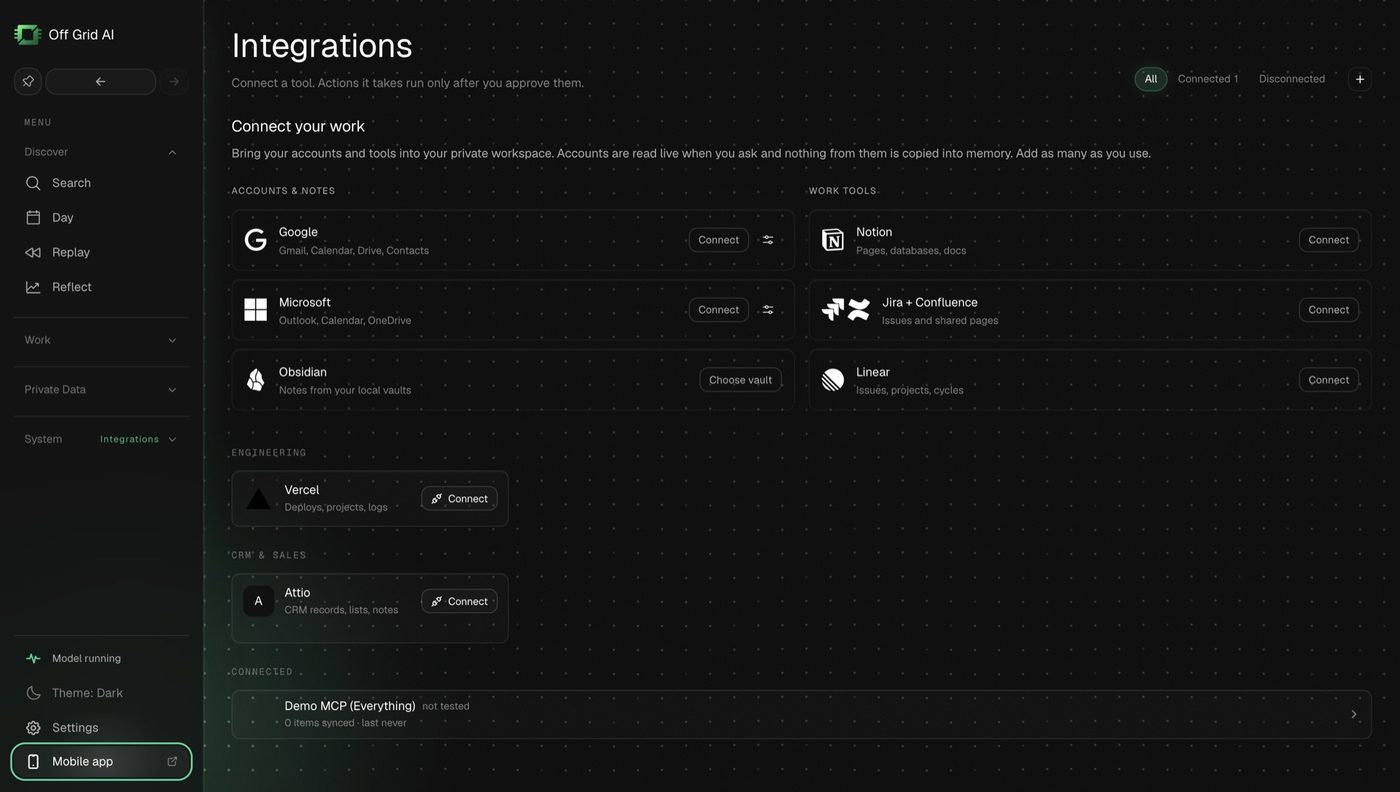 Off Grid AI
MENU
Discover
Search
Day
Replay
Reflect
Work
Private Data
System Integrations
Model running
Theme: Dark
Settings
Mobile app
Integrations
Connect a tool. Actions it takes run only after you approve them.
All Connected 1 Disconnected +
Connect your work
Bring your accounts and tools into your private workspace. Accounts are read live when you ask and nothing from them is copied into memory. Add as many as you use.
ACCOUNTS & NOTES
Google
Gmail, Calendar, Drive, Contacts
Connect
Microsoft
Outlook, Calendar, OneDrive
Connect
Obsidian
Notes from your local vaults
Choose vault
WORK TOOLS
Notion
Pages, databases, docs
Connect
Jira + Confluence
Issues and shared pages
Connect
Linear
Issues, projects, cycles
Connect
ENGINEERING
Vercel
Deploys, projects, logs
Connect
CRM & SALES
A
Attio
CRM records, lists, notes
Connect
CONNECTED
Demo MCP (Everything) not tested
0 items synced · last never